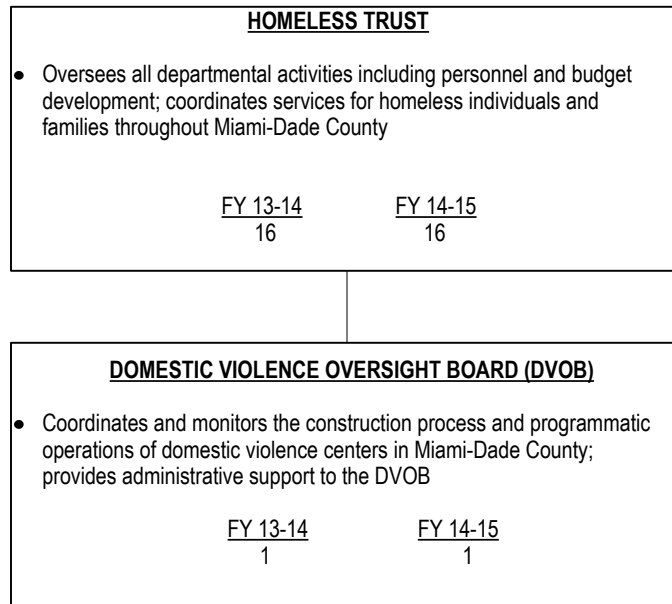 HOMELESS TRUST
● Oversees all departmental activities including personnel and budget
development; coordinates services for homeless individuals and
families throughout Miami-Dade County
FY 13-14 FY 14-15
16 16
DOMESTIC VIOLENCE OVERSIGHT BOARD (DVOB)
● Coordinates and monitors the construction process and programmatic
operations of domestic violence centers in Miami-Dade County;
provides administrative support to the DVOB
FY 13-14 FY 14-15
1 1